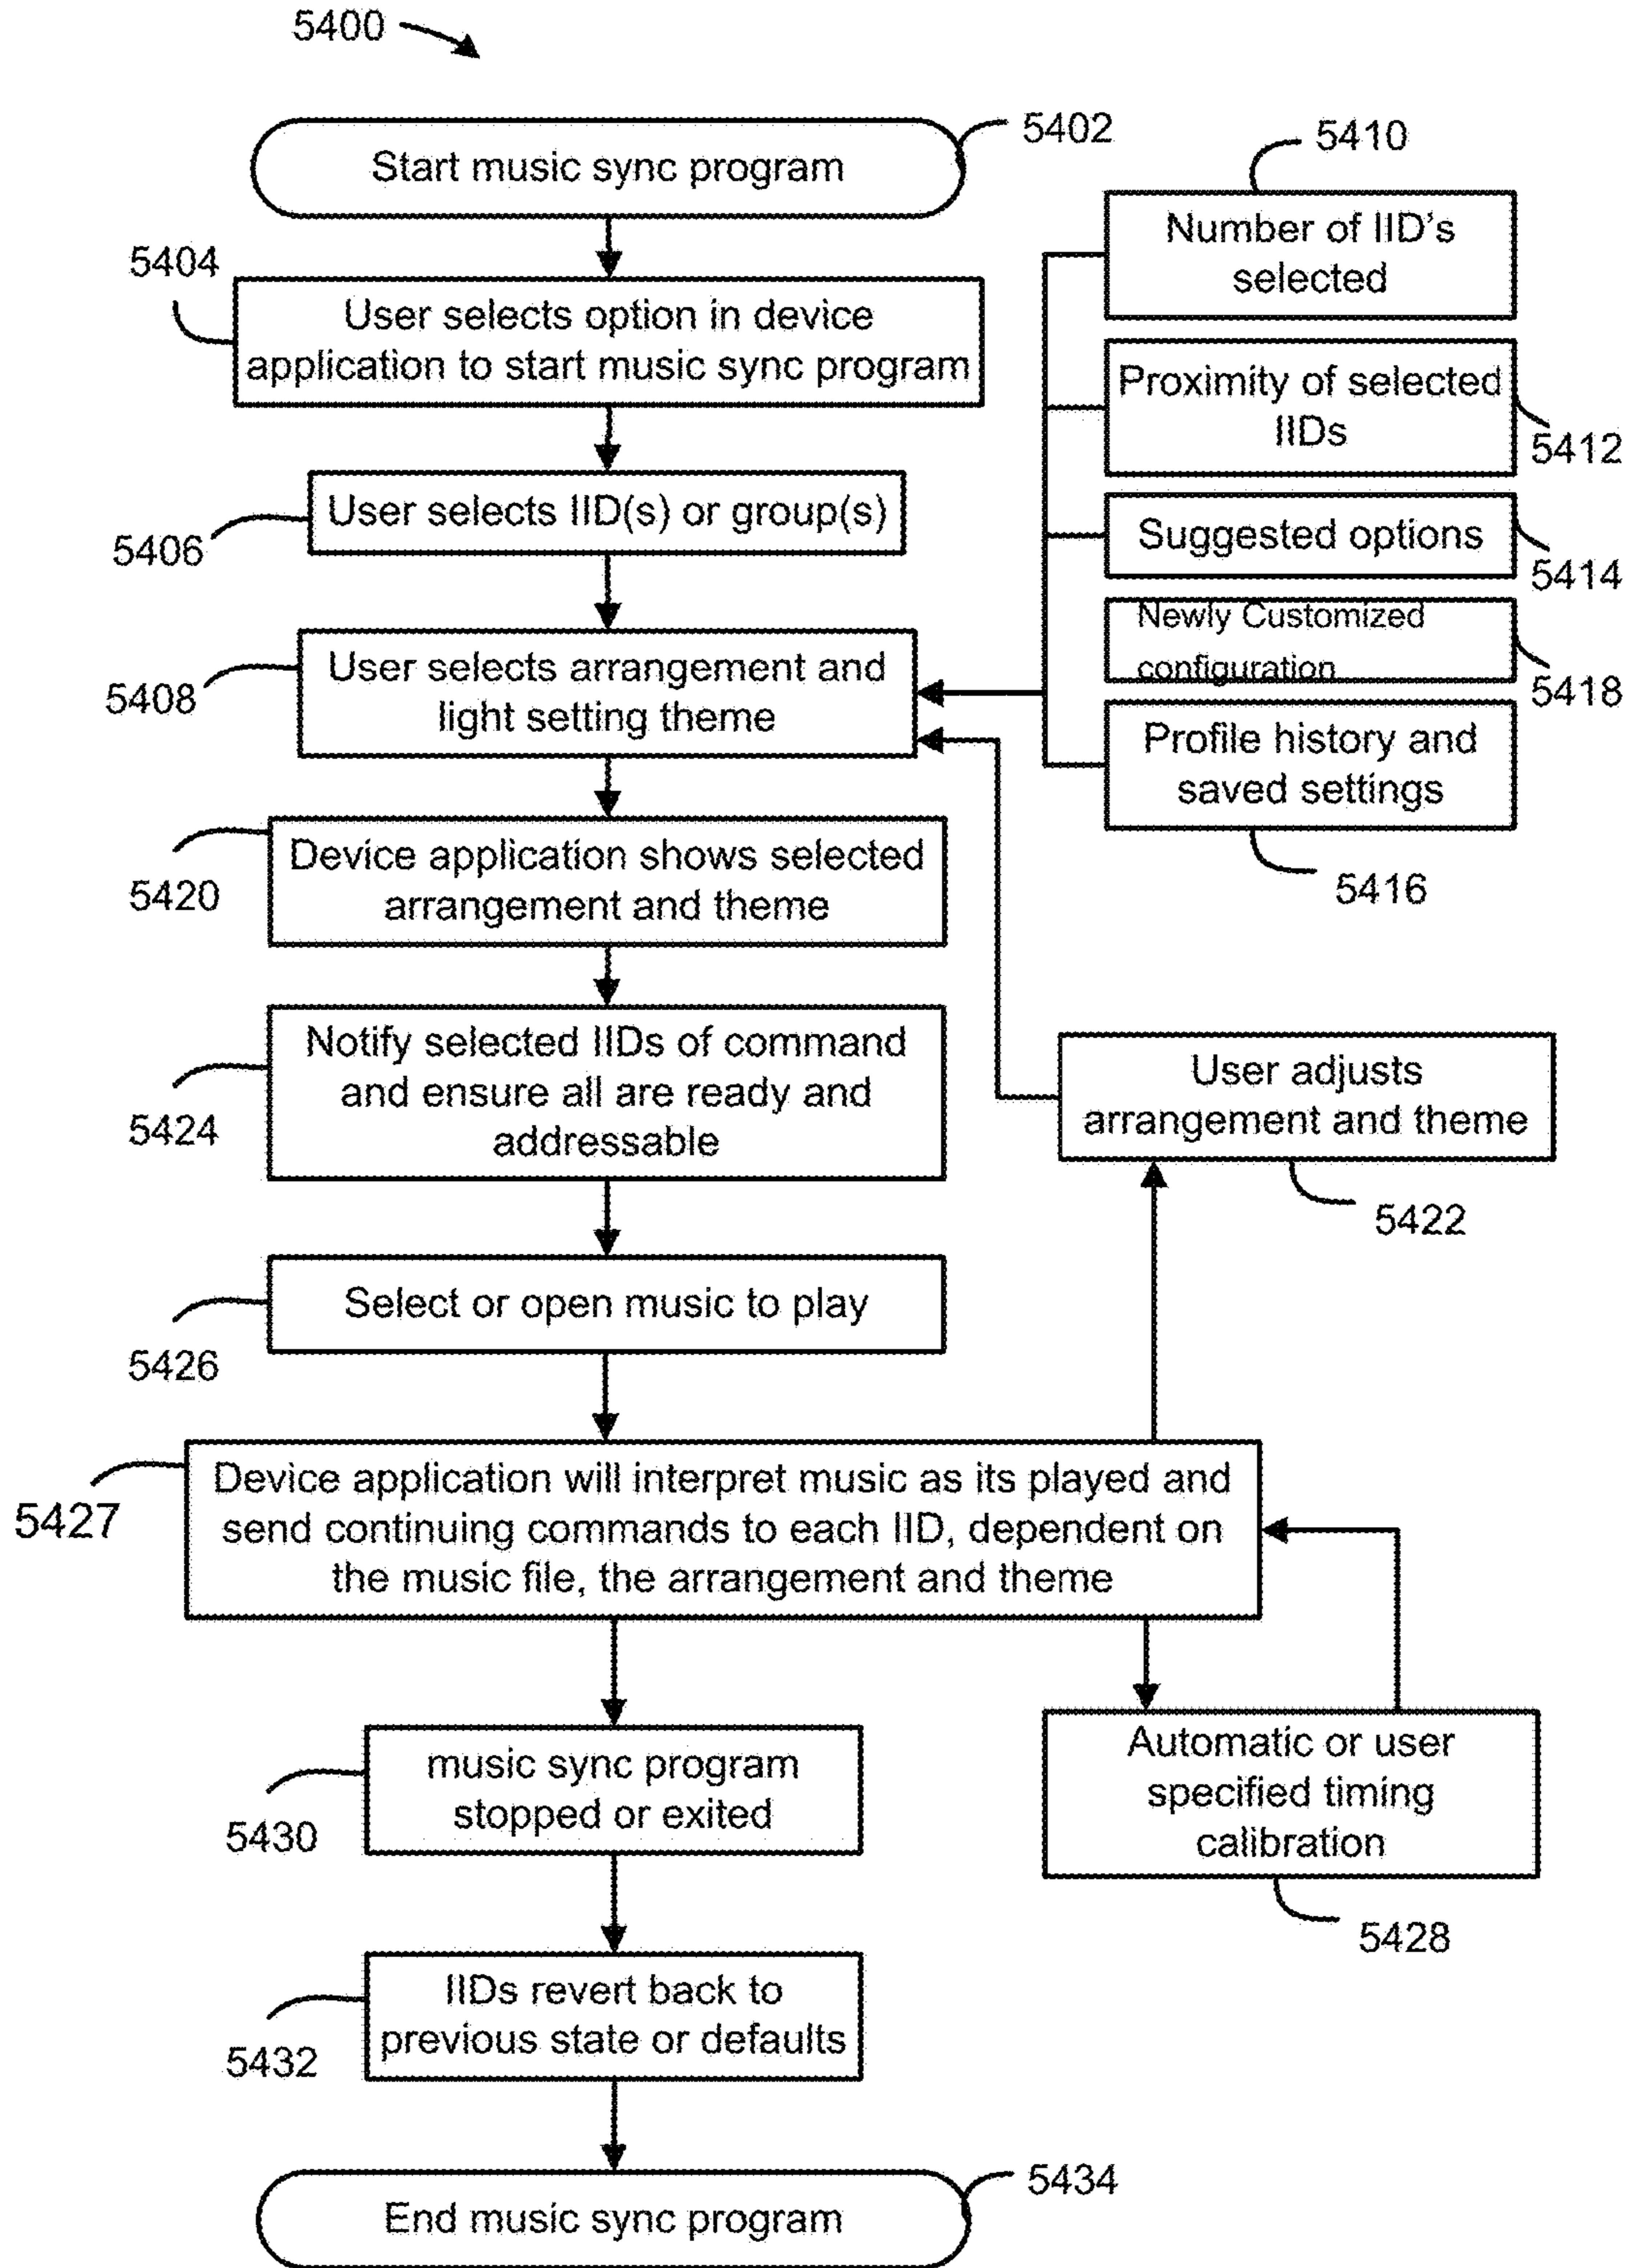 5400
Start music sync program
5402
5404
User selects option in device
application to start music sync program
User selects IID(s) or group(s)
5406
5410
Number of IID's
selected
Proximity of selected
IIDs
5412
Suggested options
5414
Newly Customized
configuration
5418
Profile history and
saved settings
5416
User selects arrangement and
light setting theme
5408
Device application shows selected
arrangement and theme
5420
Notify selected IIDs of command
and ensure all are ready and
addressable
5424
User adjusts
arrangement and theme
5422
Select or open music to play
5426
Device application will interpret music as its played and
send continuing commands to each IID, dependent on
the music file, the arrangement and theme
5427
music sync program
stopped or exited
5430
Automatic or user
specified timing
calibration
5428
IIDs revert back to
previous state or defaults
5432
End music sync program
5434